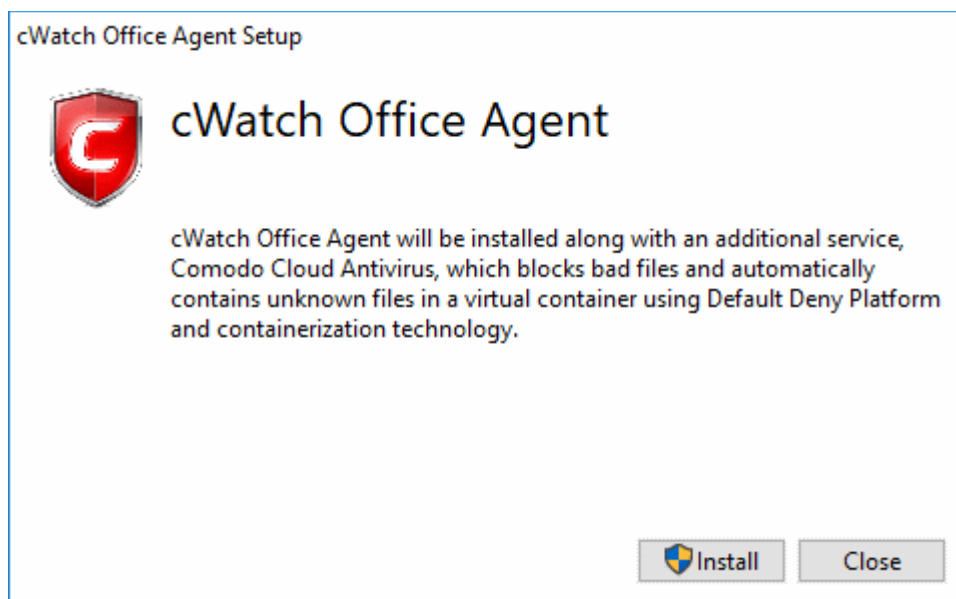 cWatch Office Agent Setup
cWatch Office Agent
cWatch Office Agent will be installed along with an additional service,
Comodo Cloud Antivirus, which blocks bad files and automatically
contains unknown files in a virtual container using Default Deny Platform
and containerization technology.
Install
Close